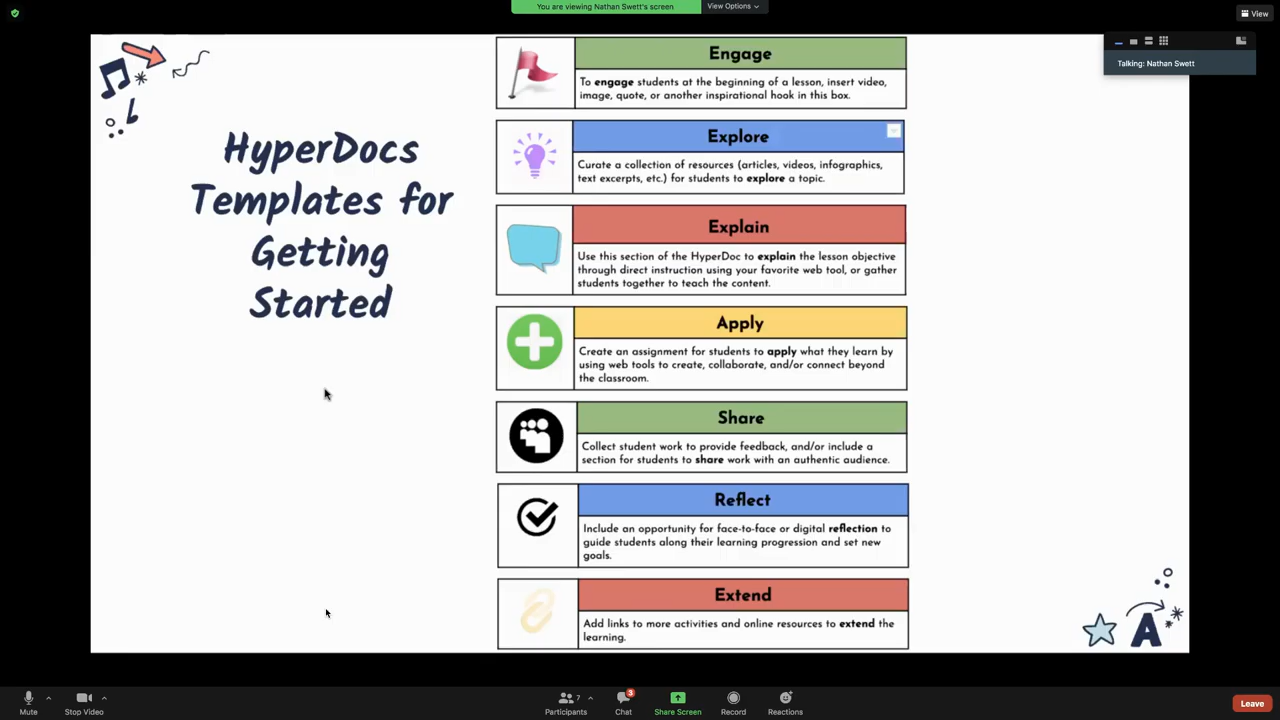 You are viewing Nathan Swett's screen
View Options
View
Talking: Nathan Swett
HyperDocs
Templates for
Getting
Started
Engage
To engage students at the beginning of a lesson, insert video,
image, quote, or another inspirational hook in this box.
Explore
Curate a collection of resources (articles, videos, infographics,
text excerpts, etc.) for students to explore a topic.
Explain
Use this section of the HyperDoc to explain the lesson objective
through direct instruction using your favorite web tool, or gather
students together to teach the content.
Apply
Create an assignment for students to apply what they learn by
using web tools to create, collaborate, and/or connect beyond
the classroom.
Share
Collect student work to provide feedback, and/or include a
section for students to share work with an authentic audience.
Reflect
Include an opportunity for face-to-face or digital reflection to
guide students along their learning progression and set new
goals.
Extend
Add links to more activities and online resources to extend the
learning.
A
Mute
Stop Video
Participants
7
Chat
3
Share Screen
Record
Reactions
Leave